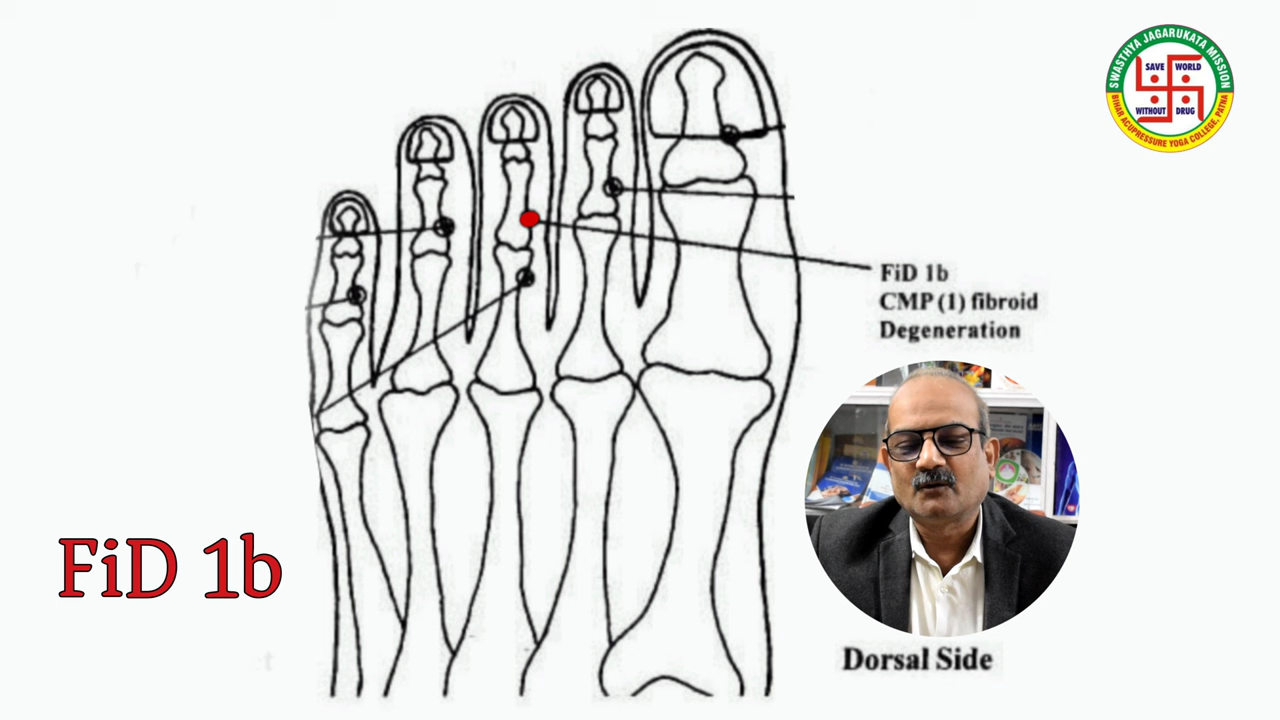 SWASTHYA JAGARUKATA MISSION
SAVE WORLD
WITHOUT DRUG
BIHAR ACUPRESSURE YOGA COLLEGE, PATNA
FiD 1b
CMP (1) fibroid
Degeneration
FiD 1b
Dorsal Side